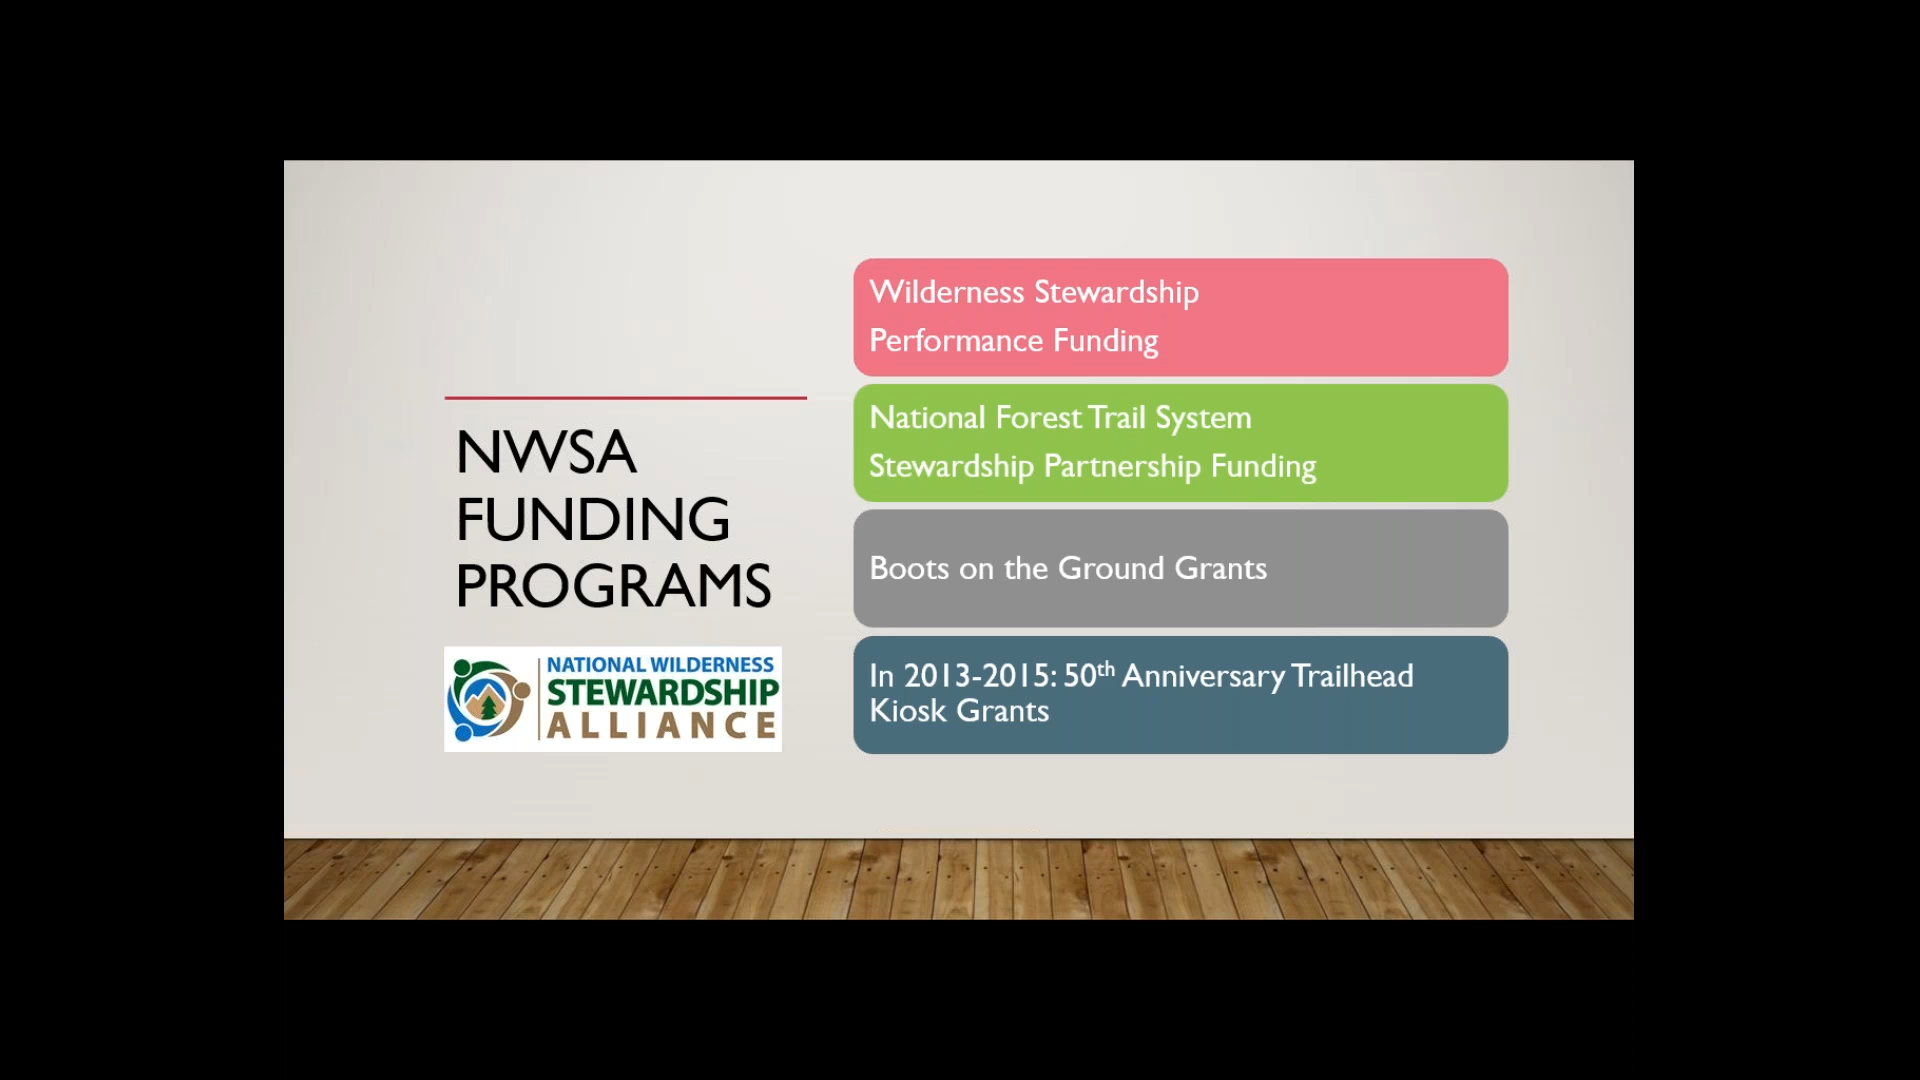 NWSA
FUNDING
PROGRAMS
NATIONAL WILDERNESS
STEWARDSHIP
ALLIANCE
Wilderness Stewardship
Performance Funding
National Forest Trail System
Stewardship Partnership Funding
Boots on the Ground Grants
In 2013-2015: 50th Anniversary Trailhead
Kiosk Grants